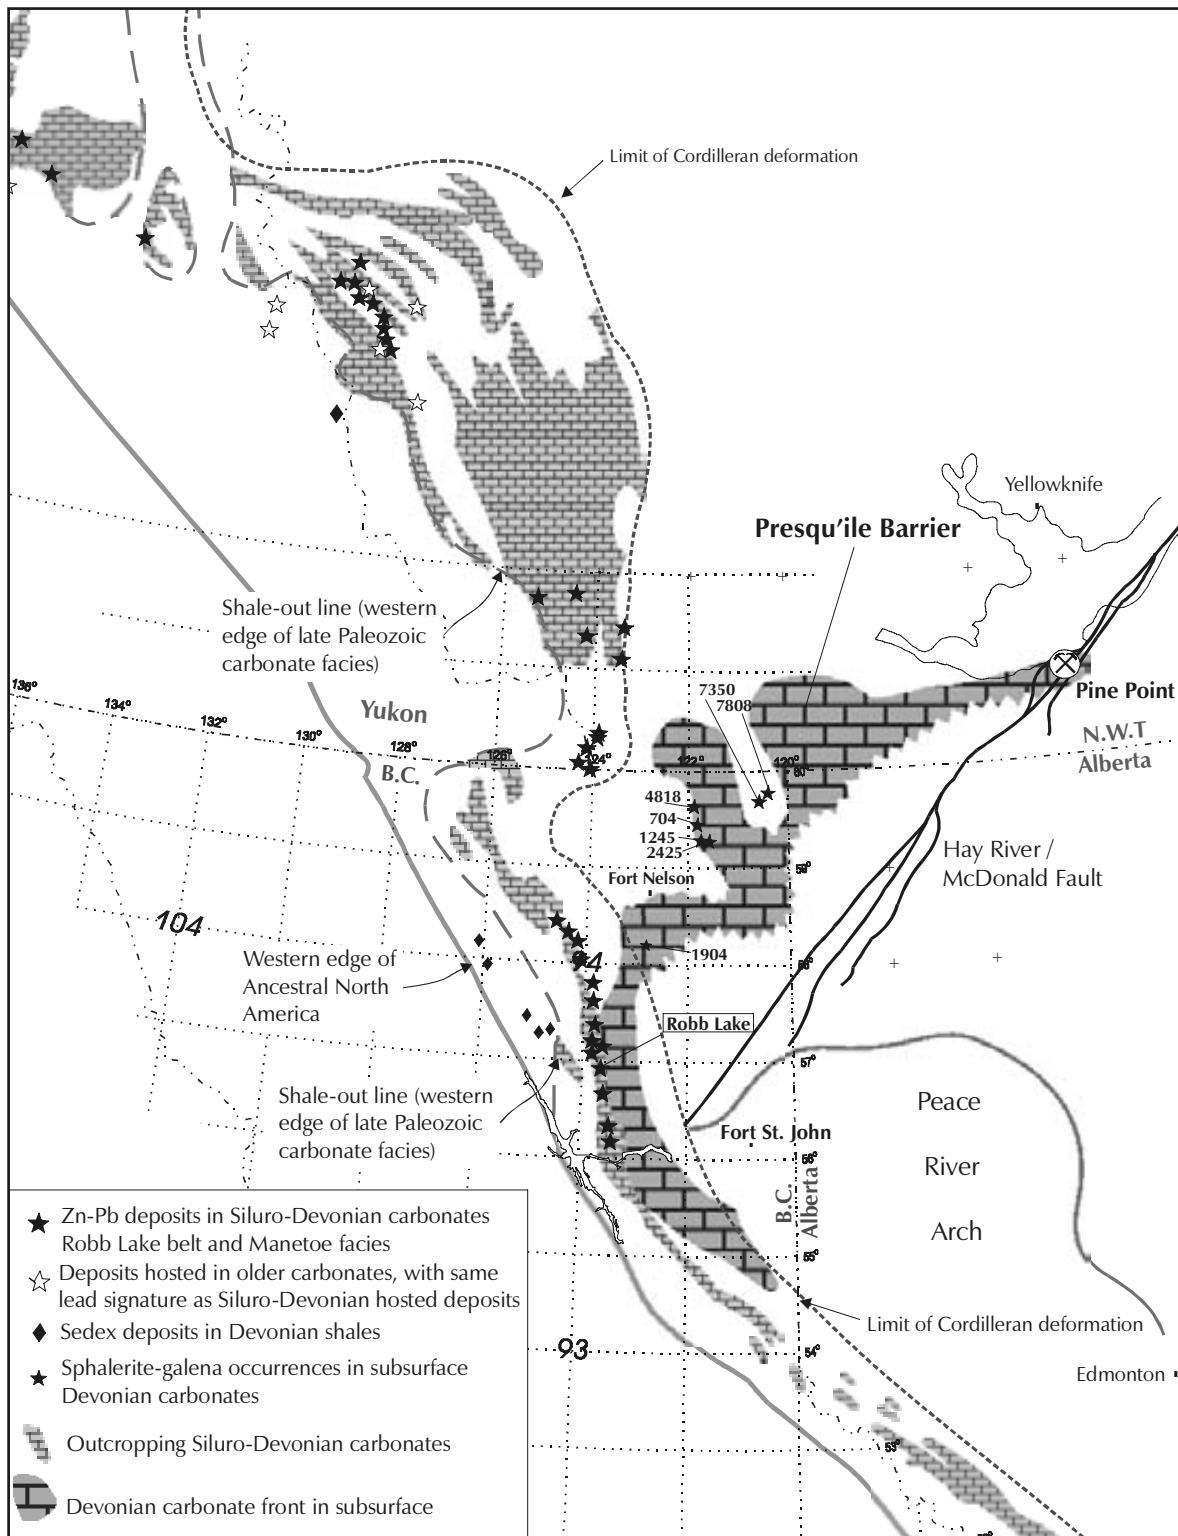 Limit of Cordilleran deformation
Yellowknife
Presqu'ile Barrier
Shale-out line (western
edge of late Paleozoic
carbonate facies)
Pine Point
136°
134°
132°
130°
128°
126°
124°
122°
120°
60°
7350
7808
Yukon
B.C.
N.W.T
Alberta
4818
704
1245
2425
59°
Hay River /
McDonald Fault
Fort Nelson
104
94
1904
58°
Western edge of
Ancestral North
America
Robb Lake
57°
Shale-out line (western
edge of late Paleozoic
carbonate facies)
Peace
River
Arch
Fort St. John
56°
B.C.
Alberta
55°
Limit of Cordilleran deformation
93
54°
Edmonton
53°
Zn-Pb deposits in Siluro-Devonian carbonates
Robb Lake belt and Manetoe facies
Deposits hosted in older carbonates, with same
lead signature as Siluro-Devonian hosted deposits
Sedex deposits in Devonian shales
Sphalerite-galena occurrences in subsurface
Devonian carbonates
Outcropping Siluro-Devonian carbonates
Devonian carbonate front in subsurface